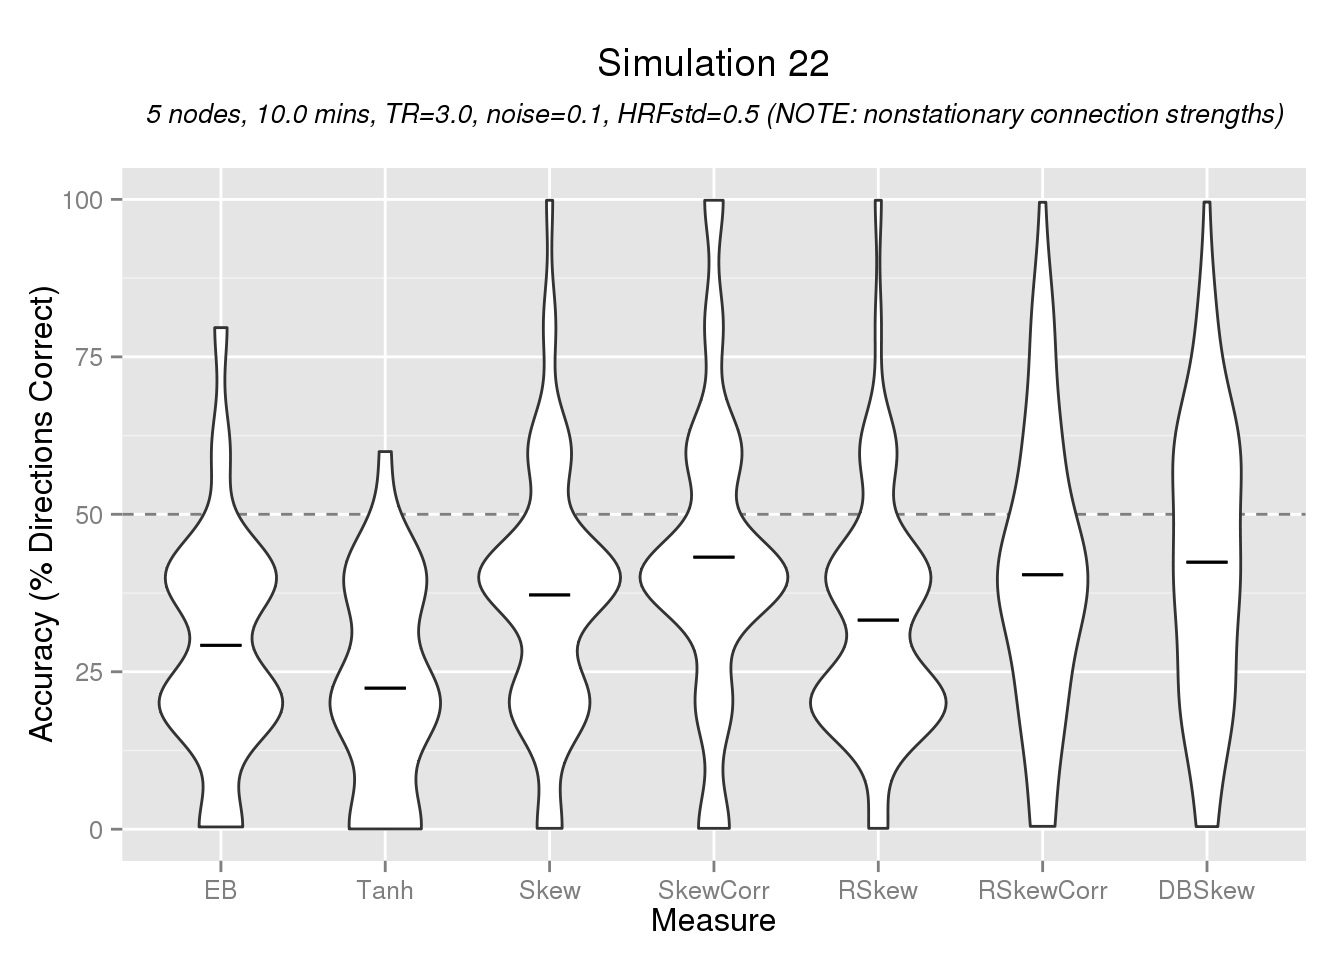 Simulation 22
5 nodes, 10.0 mins, TR=3.0, noise=0.1, HRFstd=0.5 (NOTE: nonstationary connection strengths)
Accuracy (% Directions Correct)
100
75
50
25
0
EB Tanh Skew SkewCorr RSkew RSkewCorr DBSkew
Measure